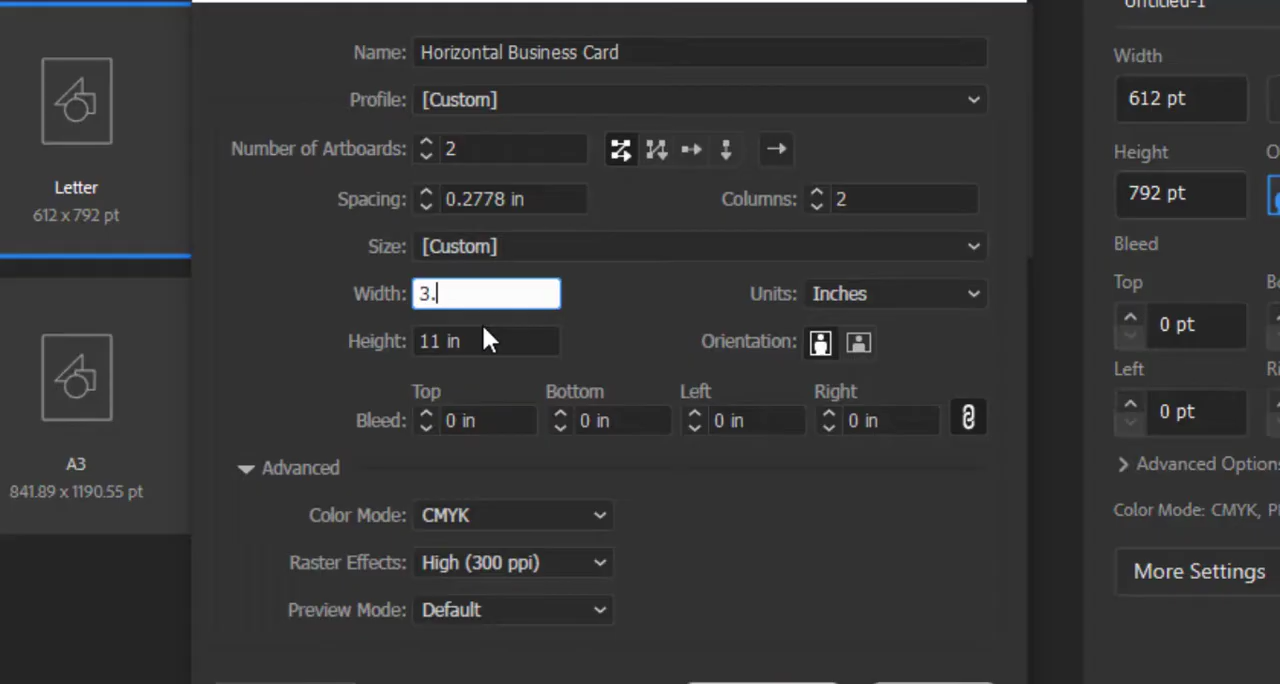 Letter
612 x 792 pt
A3
841.89 x 1190.55 pt
Name: Horizontal Business Card
Profile: [Custom]
Number of Artboards: 2
Spacing: 0.2778 in Columns: 2
Size: [Custom]
Width: 3. Units: Inches
Height: 11 in Orientation:
Top Bottom Left Right
Bleed: 0 in 0 in 0 in 0 in
Advanced
Color Mode: CMYK
Raster Effects: High (300 ppi)
Preview Mode: Default
Untitled-1
Width
612 pt
Height O
792 pt
Bleed
Top Bo
0 pt
Left Ri
0 pt
Advanced Options
Color Mode: CMYK, P
More Settings